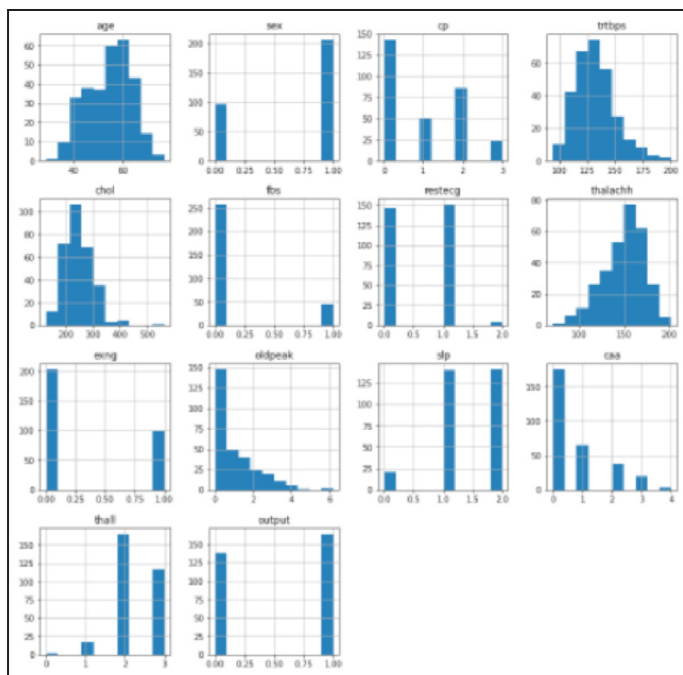 age sex cp trtbps
60 50 40 30 20 10 0
40 60
200 150 100 50 0
0.00 0.25 0.50 0.75 1.00
150 125 100 75 50 25 0
0 1 2 3
60 40 20 0
100 125 150 175 200
chol fbs restecg thalachh
100 80 60 40 20 0
200 300 400 500
250 200 150 100 50 0
0.00 0.25 0.50 0.75 1.00
150 125 100 75 50 25 0
0.0 0.5 1.0 1.5 2.0
80 60 40 20 0
100 150 200
exng oldpeak slp caa
200 150 100 50 0
0.00 0.25 0.50 0.75 1.00
150 125 100 75 50 25 0
0 2 4 6
125 100 75 50 25 0
0.0 0.5 1.0 1.5 2.0
150 100 50 0
0 1 2 3 4
thall output
150 125 100 75 50 25 0
0 1 2 3
150 125 100 75 50 25 0
0.00 0.25 0.50 0.75 1.00